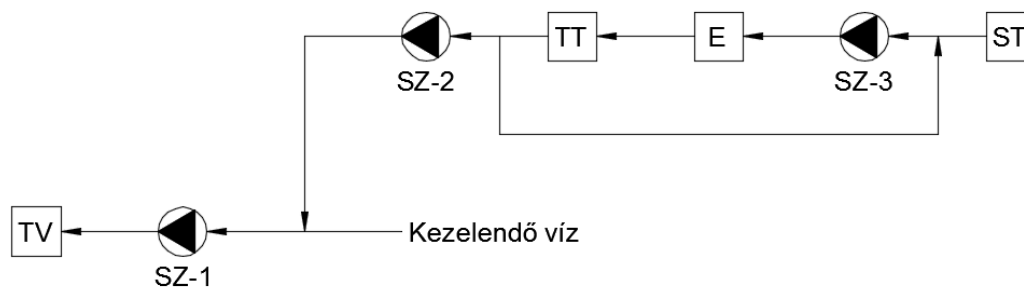 TT
E
ST
SZ-2
SZ-3
TV
Kezelendő víz
SZ-1